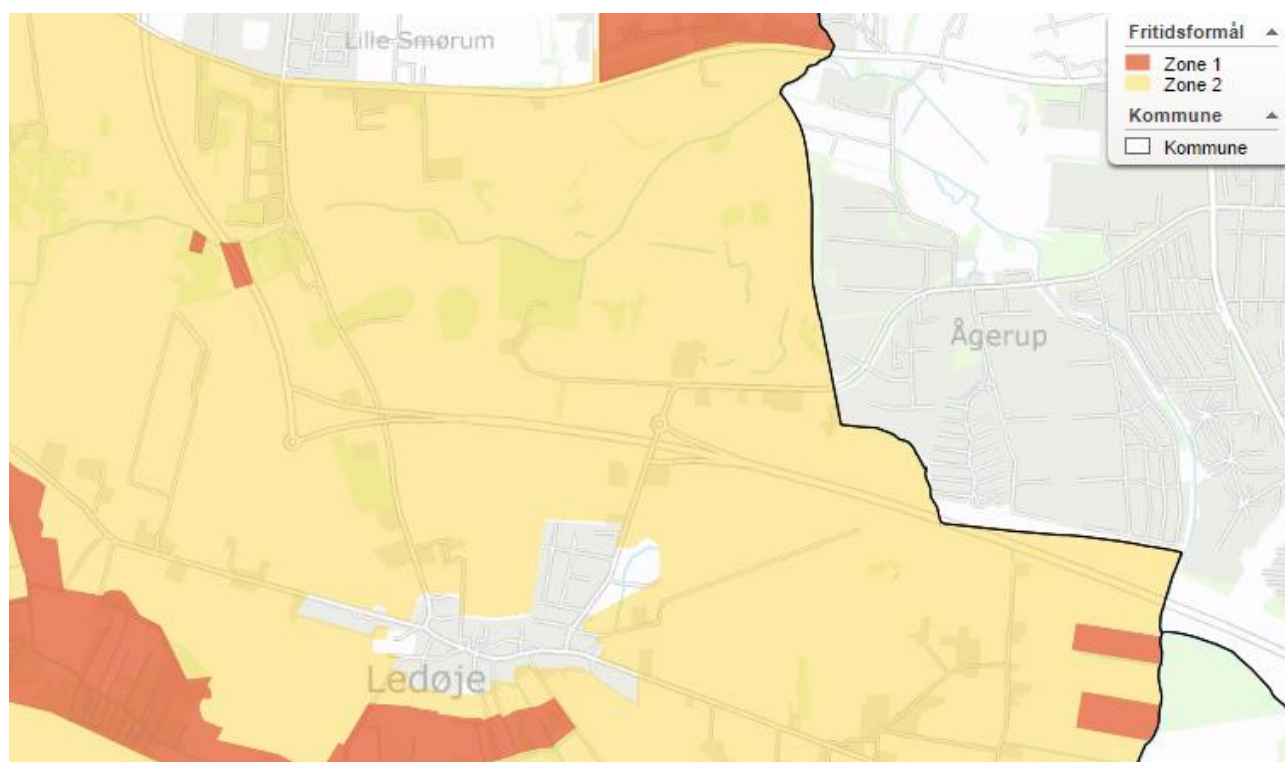 Lille Smørum
Fritidsformål
Zone 1
Zone 2
Kommune
Kommune
Ågerup
Ledøje